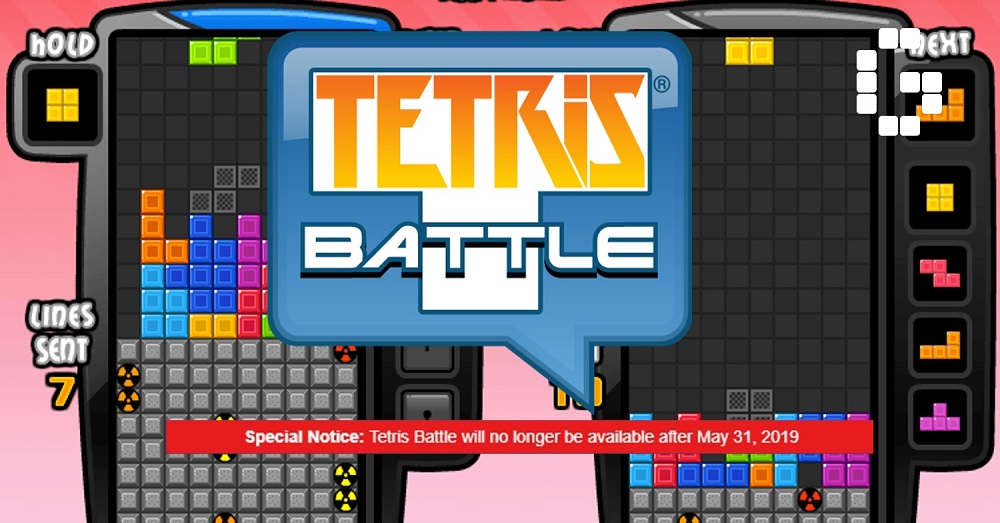 HOLD
NEXT
TETRIS®
BATTLE
LINES
SENT
7
Special Notice: Tetris Battle will no longer be available after May 31, 2019